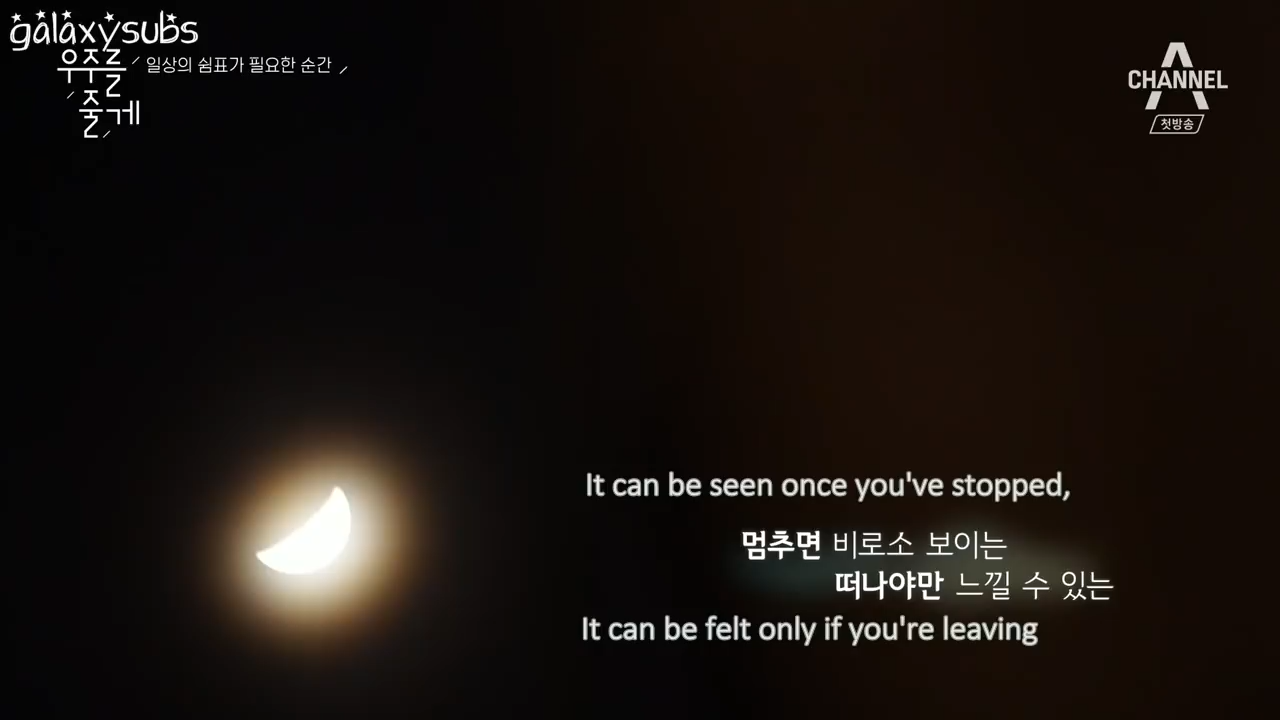 galaxysubs
우주를 줄게
일상의 쉼표가 필요한 순간
CHANNEL A
첫방송
It can be seen once you've stopped,
멈추면 비로소 보이는
떠나야만 느낄 수 있는
It can be felt only if you're leaving